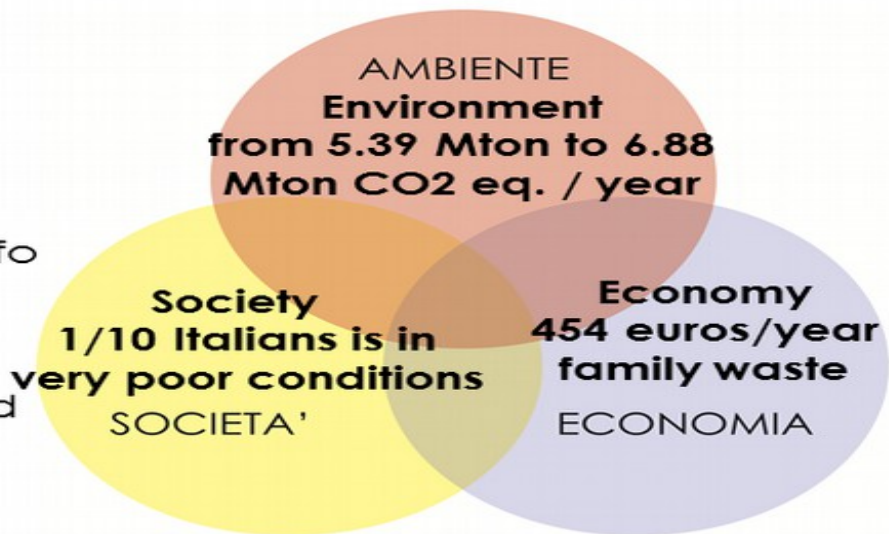 AMBIENTE
Environment
from 5.39 Mton to 6.88
Mton CO2 eq. / year
Society
1/10 Italians is in
very poor conditions
SOCIETA’
Economy
454 euros/year
family waste
ECONOMIA